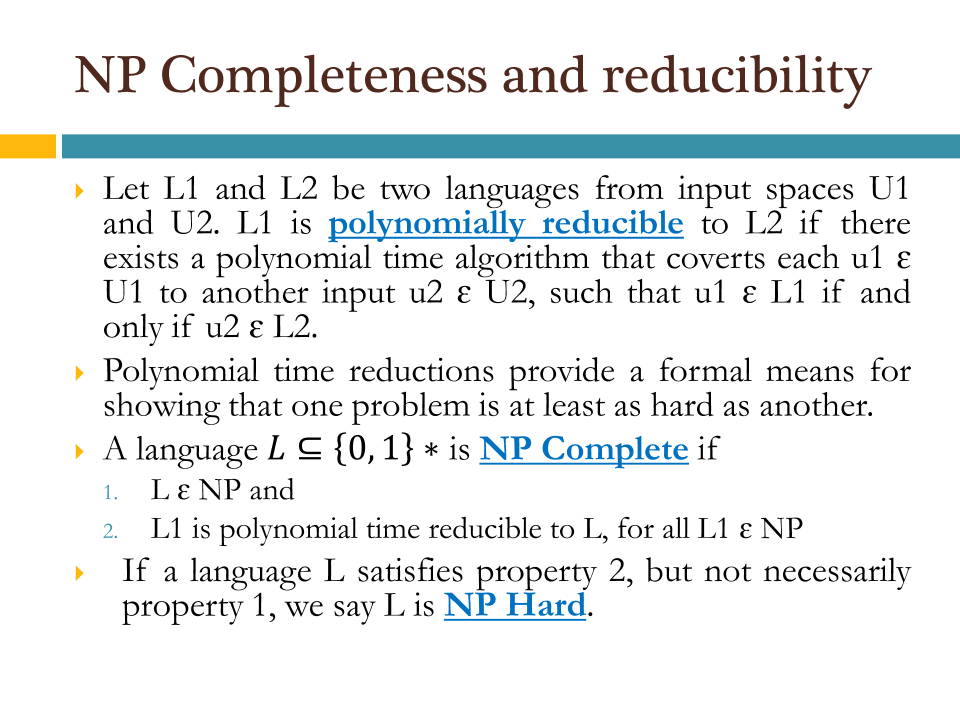 NP Completeness and reducibility
Let L1 and L2 be two languages from input spaces U1
and U2. L1 is polynomially reducible to L2 if there
exists a polynomial time algorithm that coverts each u1 ε
U1 to another input u2 ε U2, such that u1 ε L1 if and
only if u2 ε L2.
Polynomial time reductions provide a formal means for
showing that one problem is at least as hard as another.
A language 𝐿 ⊆ {0, 1} ∗ is NP Complete if
1. L ε NP and
2. L1 is polynomial time reducible to L, for all L1 ε NP
If a language L satisfies property 2, but not necessarily
property 1, we say L is NP Hard.